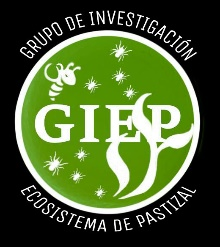 GRUPO DE INVESTIGACIÓN
GIEP
ECOSISTEMA DE PASTIZAL